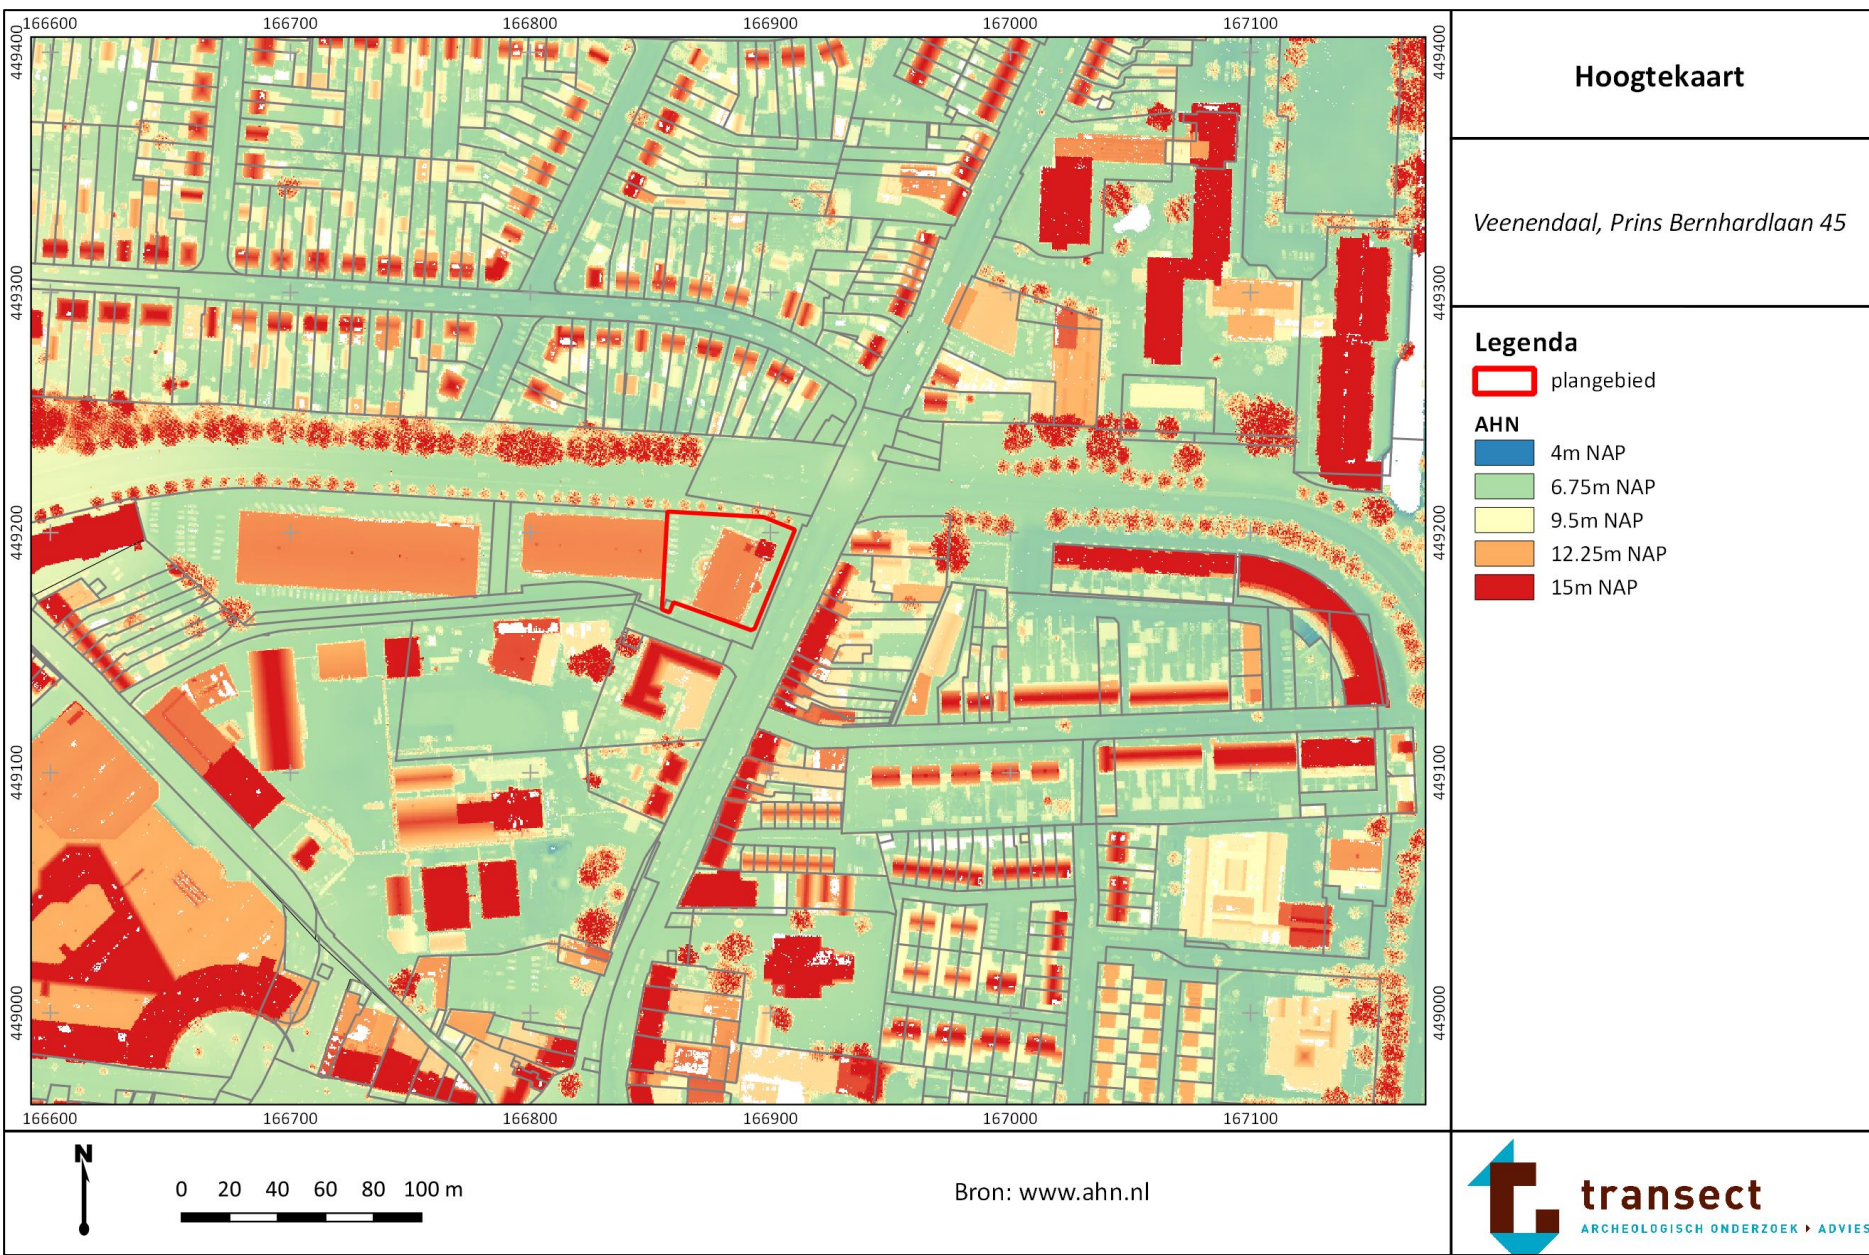 166600 166700 166800 166900 167000 167100
449400 449400
449300 449300
449200 449200
449100 449100
449000 449000
166600 166700 166800 166900 167000 167100
Hoogtekaart
Veenendaal, Prins Bernhardlaan 45
Legenda
plangebied
AHN
4m NAP
6.75m NAP
9.5m NAP
12.25m NAP
15m NAP
N
0 20 40 60 80 100 m
Bron: www.ahn.nl
transect
ARCHEOLOGISCH ONDERZOEK ▸ ADVIES